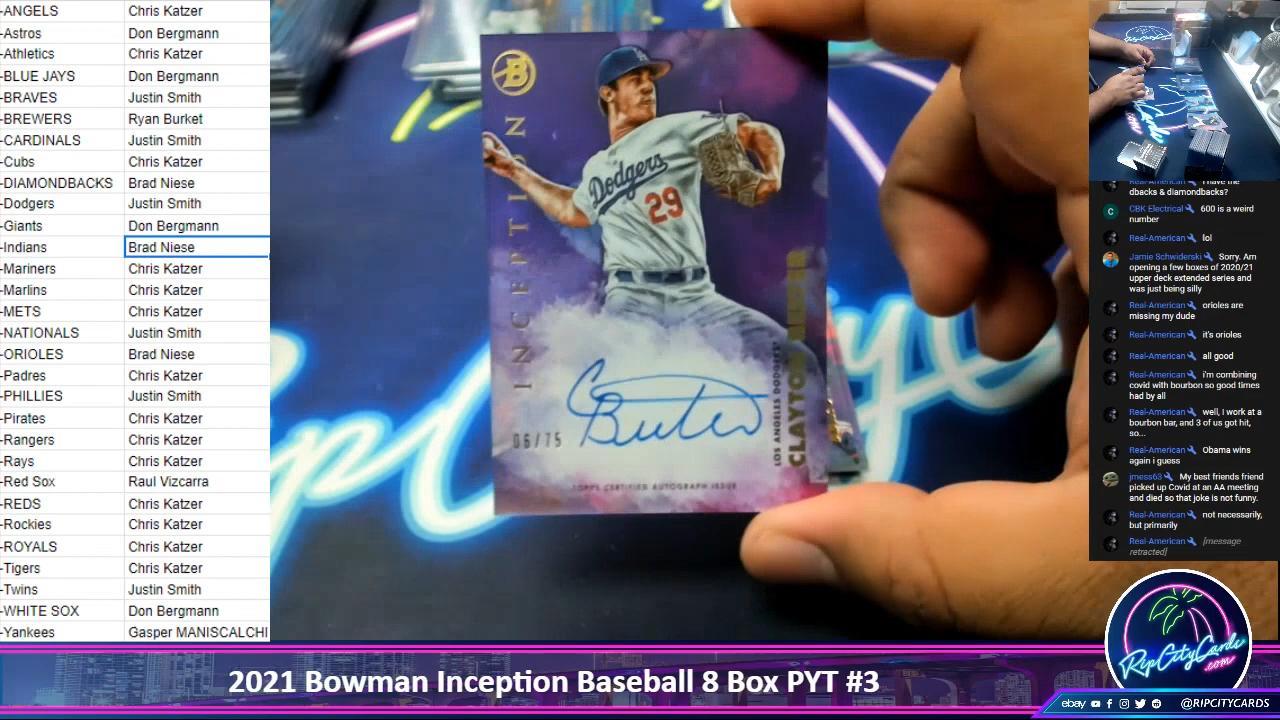 -ANGELS Chris Katzer
-Astros Don Bergmann
-Athletics Chris Katzer
-BLUE JAYS Don Bergmann
-BRAVES Justin Smith
-BREWERS Ryan Burket
-CARDINALS Justin Smith
-Cubs Chris Katzer
-DIAMONDBACKS Brad Niese
-Dodgers Justin Smith
-Giants Don Bergmann
-Indians Brad Niese
-Mariners Chris Katzer
-Marlins Chris Katzer
-METS Chris Katzer
-NATIONALS Justin Smith
-ORIOLES Brad Niese
-Padres Chris Katzer
-PHILLIES Justin Smith
-Pirates Chris Katzer
-Rangers Chris Katzer
-Rays Chris Katzer
-Red Sox Raul Vizcarra
-REDS Chris Katzer
-Rockies Chris Katzer
-ROYALS Chris Katzer
-Tigers Chris Katzer
-Twins Justin Smith
-WHITE SOX Don Bergmann
-Yankees Gasper MANISCALCHI
B
INCEPTION
Dodgers
29
06/75
LOS ANGELES DODGERS
CLAYTON
TOPPS CERTIFIED AUTOGRAPH ISSUE
Real-American I have the
dbacks & diamondbacks?
C CBK Electrical 600 is a weird
number
Real-American lol
Jamie Schwiderski Sorry. Am
opening a few boxes of 2020/21
upper deck extended series and
was just being silly
Real-American orioles are
missing my dude
Real-American it's orioles
Real-American all good
Real-American i'm combining
covid with bourbon so good times
had by all
Real-American well, I work at a
bourbon bar, and 3 of us got hit,
so...
Real-American Obama wins
again i guess
jmess63 My best friends friend
picked up Covid at an AA meeting
and died so that joke is not funny.
Real-American not necessarily,
but primarily
Real-American [message
retracted]
RipCityCards
.com
2021 Bowman Inception Baseball 8 Box PYT #3
ebay @RIPCITYCARDS